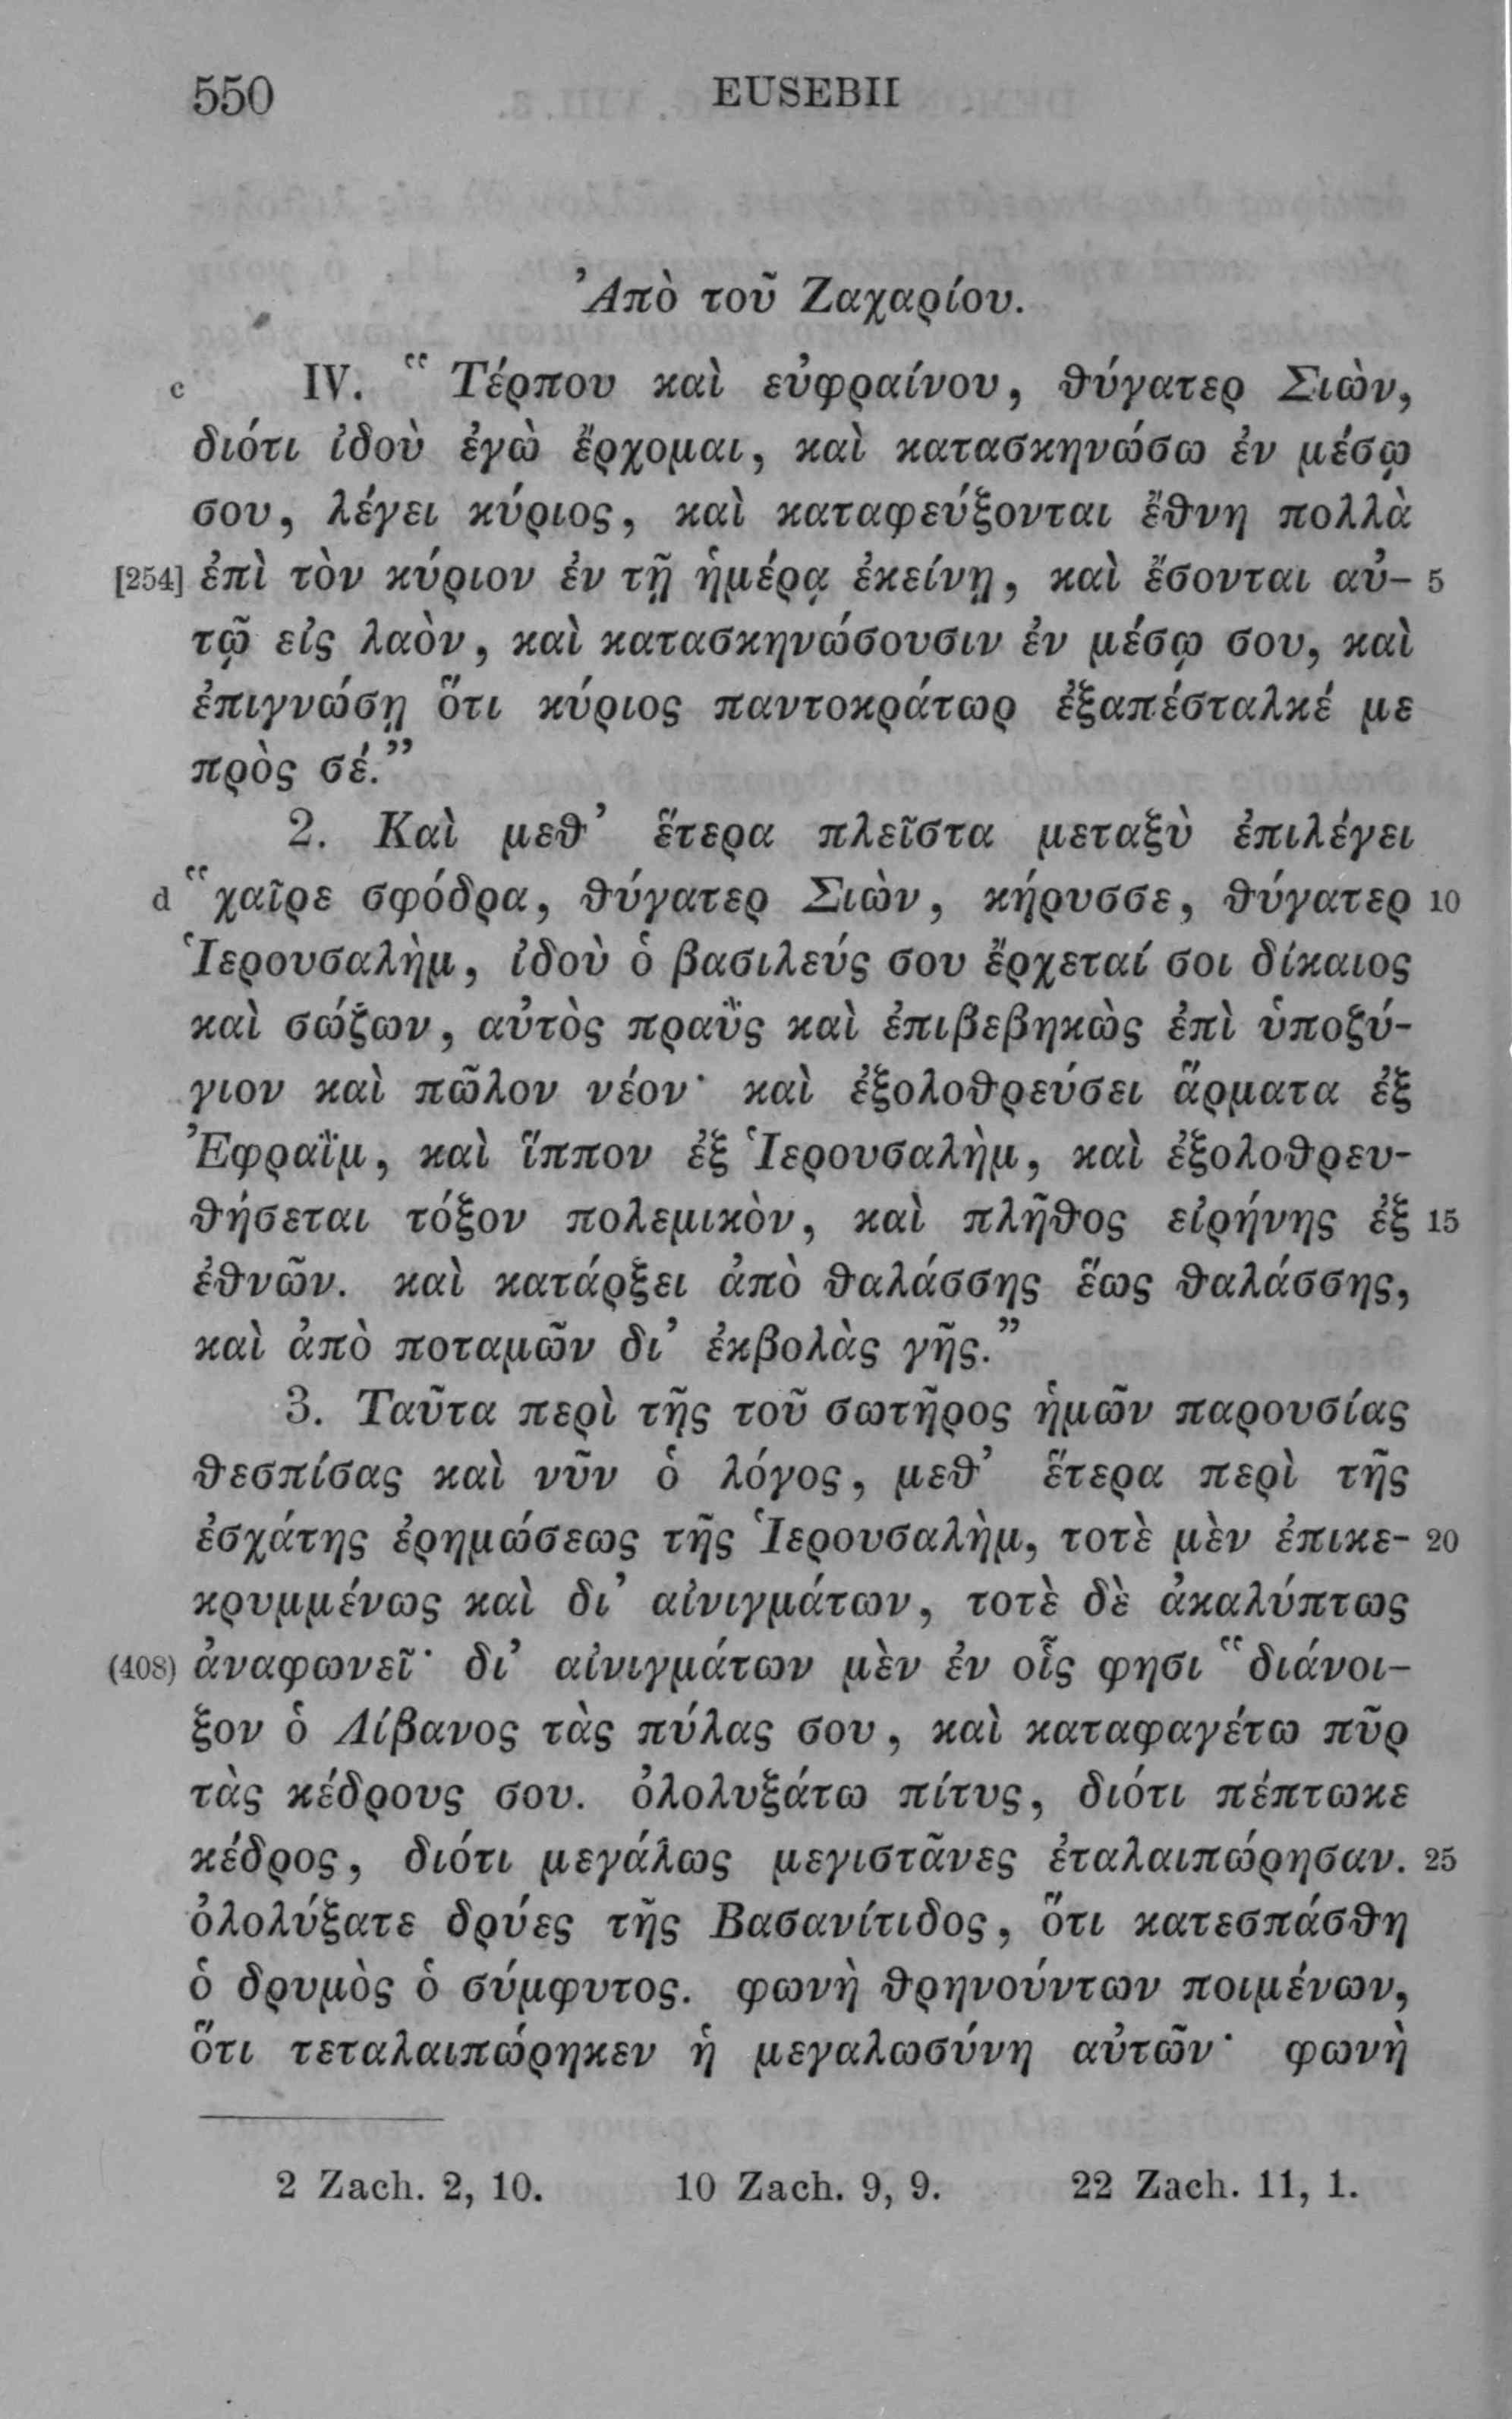 550 EUSEBII
Ἀπὸ τοῦ Ζαχαρίου.
c IV. “Τέρπου καὶ εὐφραίνου, θύγατερ Σιὼν,
διότι ἰδοὺ ἐγὼ ἔρχομαι, καὶ κατασκηνώσω ἐν μέσῳ
σου, λέγει κύριος, καὶ καταφεύξονται ἔθνη πολλὰ
[254] ἐπὶ τὸν κύριον ἐν τῇ ἡμέρᾳ ἐκείνῃ, καὶ ἔσονται αὐ- 5
τῷ εἰς λαὸν, καὶ κατασκηνώσουσιν ἐν μέσῳ σου, καὶ
ἐπιγνώσῃ ὅτι κύριος παντοκράτωρ ἐξαπέσταλκέ με
πρὸς σέ.”
2. Καὶ μεθ’ ἕτερα πλεῖστα μεταξὺ ἐπιλέγει
d “χαῖρε σφόδρα, θύγατερ Σιὼν, κήρυσσε, θύγατερ 10
Ἱερουσαλὴμ, ἰδοὺ ὁ βασιλεύς σου ἔρχεταί σοι δίκαιος
καὶ σώζων, αὐτὸς πραῢς καὶ ἐπιβεβηκὼς ἐπὶ ὑποζύ-
γιον καὶ πῶλον νέον· καὶ ἐξολοθρεύσει ἅρματα ἐξ
Ἐφραῒμ, καὶ ἵππον ἐξ Ἱερουσαλὴμ, καὶ ἐξολοθρευ-
θήσεται τόξον πολεμικὸν, καὶ πλῆθος εἰρήνης ἐξ 15
ἐθνῶν. καὶ κατάρξει ἀπὸ θαλάσσης ἕως θαλάσσης,
καὶ ἀπὸ ποταμῶν δι’ ἐκβολὰς γῆς.”
3. Ταῦτα περὶ τῆς τοῦ σωτῆρος ἡμῶν παρουσίας
θεσπίσας καὶ νῦν ὁ λόγος, μεθ’ ἕτερα περὶ τῆς
ἐσχάτης ἐρημώσεως τῆς Ἱερουσαλὴμ, τοτὲ μὲν ἐπικε- 20
κρυμμένως καὶ δι’ αἰνιγμάτων, τοτὲ δὲ ἀκαλύπτως
(408) ἀναφωνεῖ· δι’ αἰνιγμάτων μὲν ἐν οἷς φησι “διάνοι-
ξον ὁ Λίβανος τὰς πύλας σου, καὶ καταφαγέτω πῦρ
τὰς κέδρους σου. ὀλολυξάτω πίτυς, διότι πέπτωκε
κέδρος, διότι μεγάλως μεγιστᾶνες ἐταλαιπώρησαν. 25
ὀλολύξατε δρύες τῆς Βασανίτιδος, ὅτι κατεσπάσθη
ὁ δρυμὸς ὁ σύμφυτος. φωνὴ θρηνούντων ποιμένων,
ὅτι τεταλαιπώρηκεν ἡ μεγαλωσύνη αὐτῶν· φωνὴ
2 Zach. 2, 10. 10 Zach. 9, 9. 22 Zach. 11, 1.